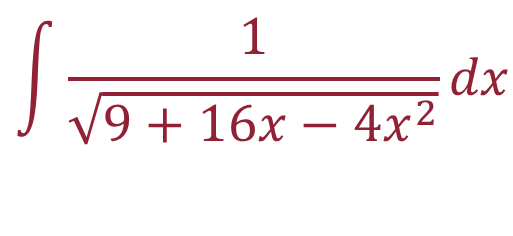 ∫ 1/√(9 + 16x − 4x²) dx